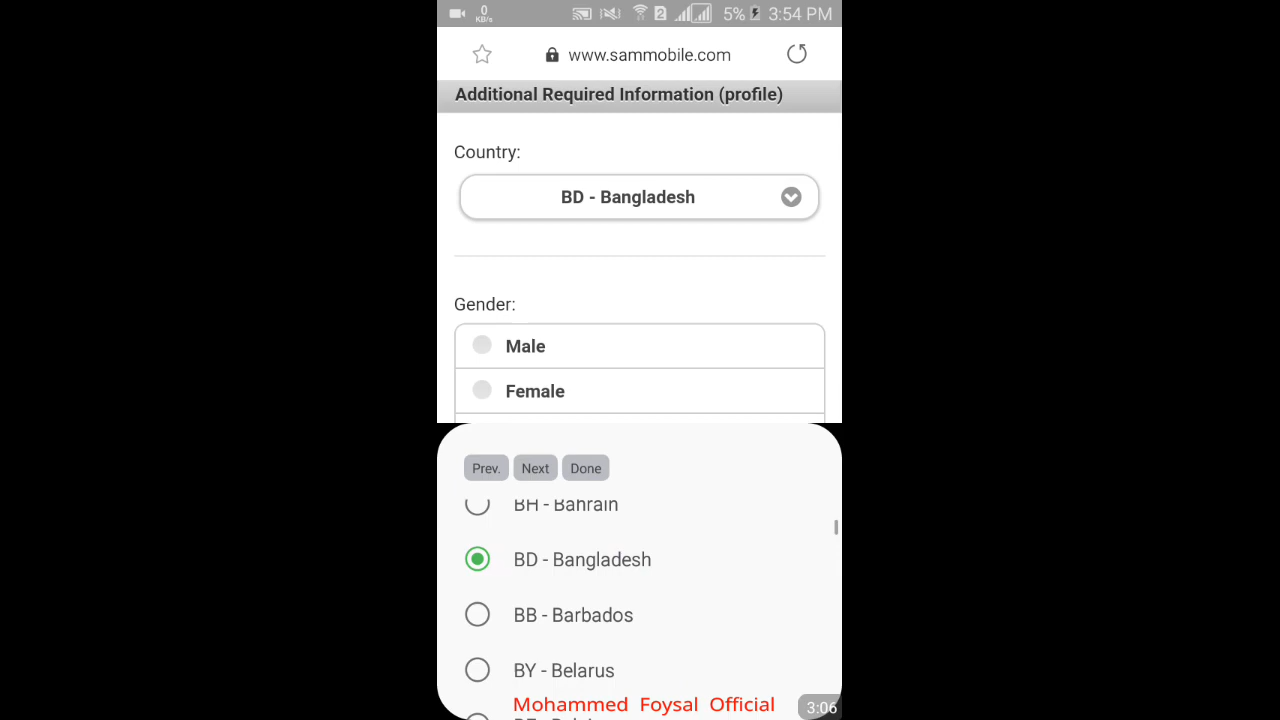 0
KB/s
2
5%
3:54 PM
www.sammobile.com
Additional Required Information (profile)
Country:
BD - Bangladesh
Gender:
Male
Female
Prev.
Next
Done
BH - Bahrain
BD - Bangladesh
BB - Barbados
BY - Belarus
Mohammed Foysal Official
3:06